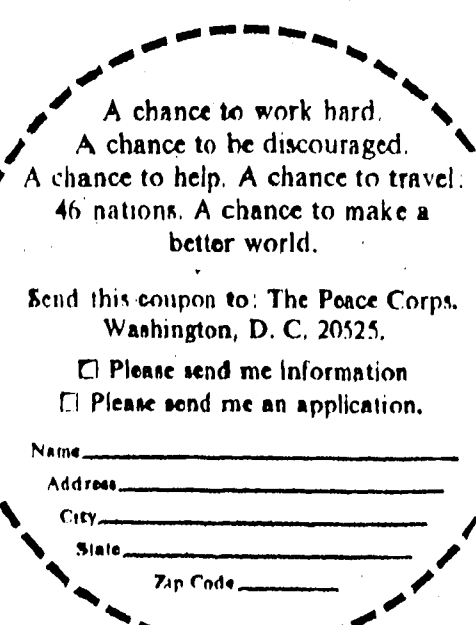 A chance to work hard.
A chance to be discouraged.
A chance to help. A chance to travel:
46 nations. A chance to make a
better world.
Send this coupon to: The Peace Corps.
Washington, D. C. 20525.
☐ Please send me information
☐ Please send me an application.
Name
Address
City
State
Zip Code